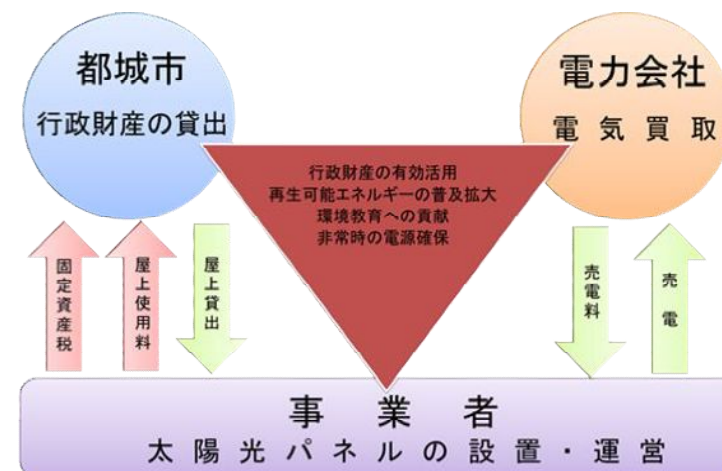 都城市
行政財産の貸出
電力会社
電気買取
行政財産の有効活用
再生可能エネルギーの普及拡大
環境教育への貢献
非常時の電源確保
固定資産税
屋上使用料
屋上貸出
売電料
売電
事業者
太陽光パネルの設置・運営